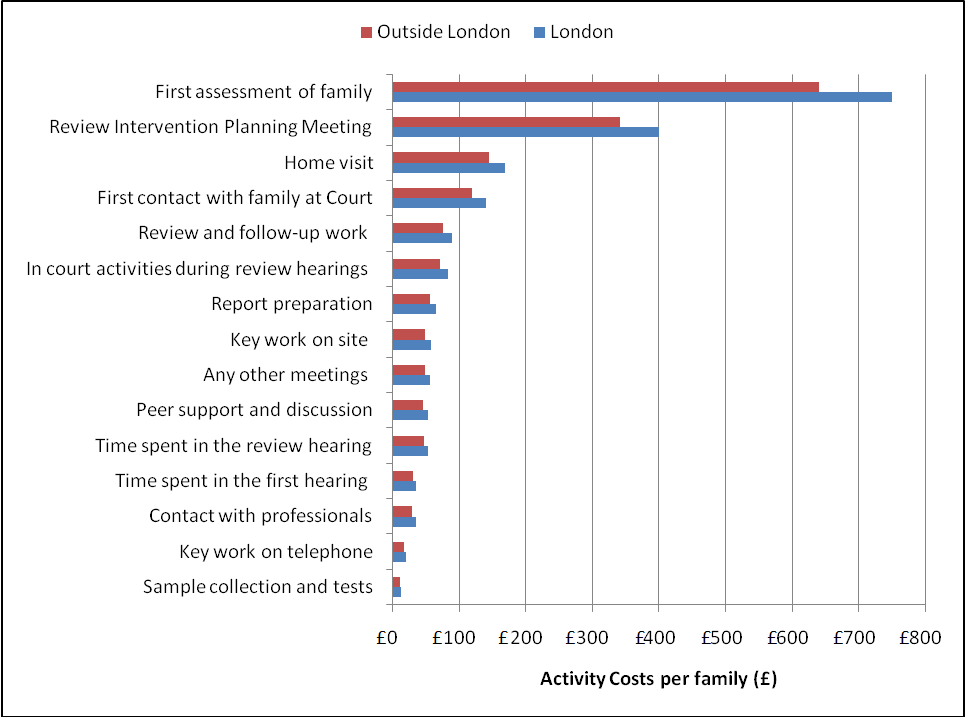 Outside London London
First assessment of family
Review Intervention Planning Meeting
Home visit
First contact with family at Court
Review and follow-up work
In court activities during review hearings
Report preparation
Key work on site
Any other meetings
Peer support and discussion
Time spent in the review hearing
Time spent in the first hearing
Contact with professionals
Key work on telephone
Sample collection and tests
£0 £100 £200 £300 £400 £500 £600 £700 £800
Activity Costs per family (£)